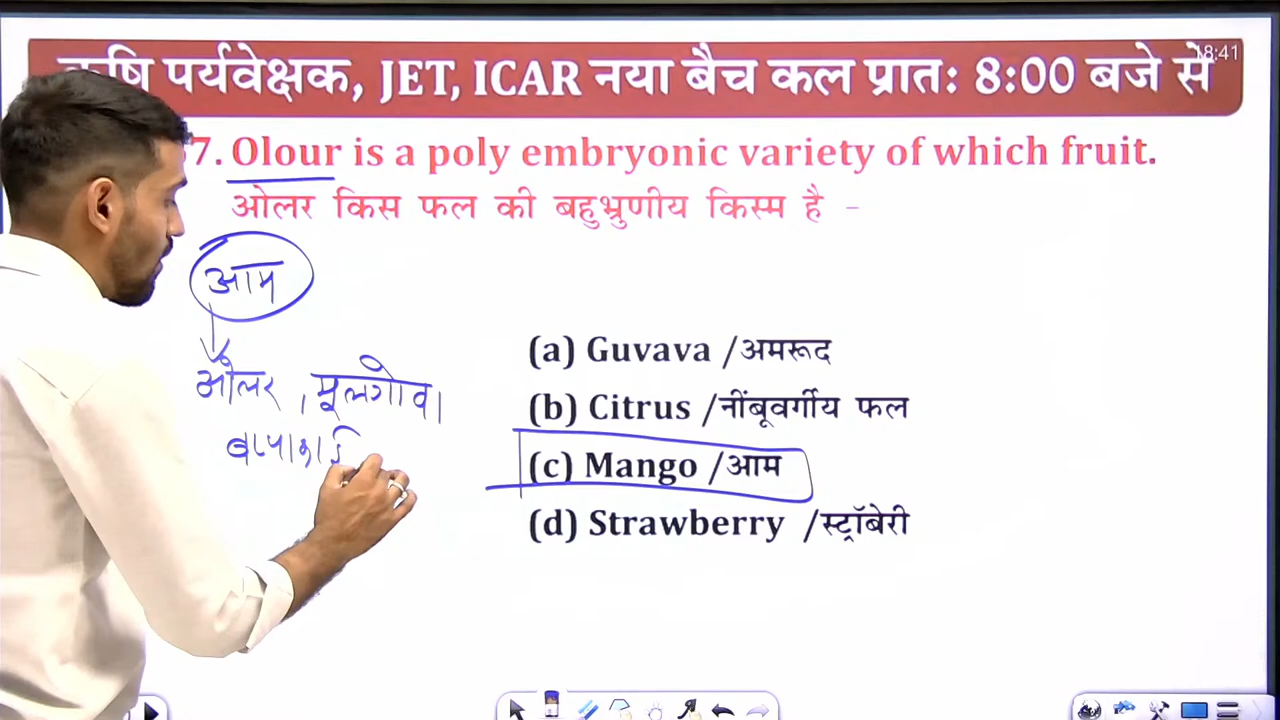 कृषि पर्यवेक्षक, JET, ICAR नया बैच कल प्रातः 8:00 बजे से
18:41
7. Olour is a poly embryonic variety of which fruit.
ओलर किस फल की बहुभ्रुणीय किस्म है -
आम
ओलर, मूलगोवा
बप्पाकाई
(a) Guvava /अमरूद
(b) Citrus /नींबूवर्गीय फल
(c) Mango /आम
(d) Strawberry /स्ट्रॉबेरी